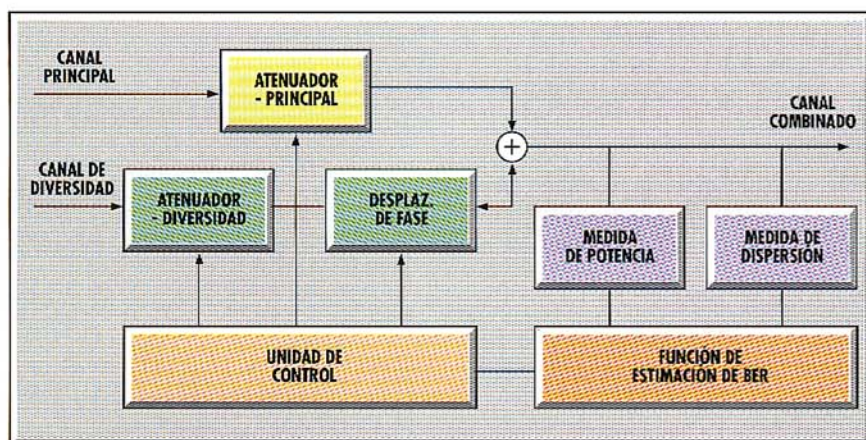 CANAL
PRINCIPAL
ATENUADOR
- PRINCIPAL
CANAL
COMBINADO
+
CANAL DE
DIVERSIDAD
ATENUADOR
- DIVERSIDAD
DESPLAZ.
DE FASE
MEDIDA
DE POTENCIA
MEDIDA DE
DISPERSIÓN
UNIDAD DE
CONTROL
FUNCIÓN DE
ESTIMACIÓN DE BER